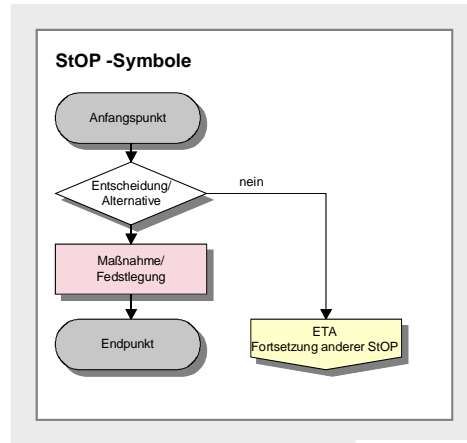 StOP -Symbole
Anfangspunkt
Entscheidung/
Alternative
nein
Maßnahme/
Fedstlegung
Endpunkt
ETA
Fortsetzung anderer StOP